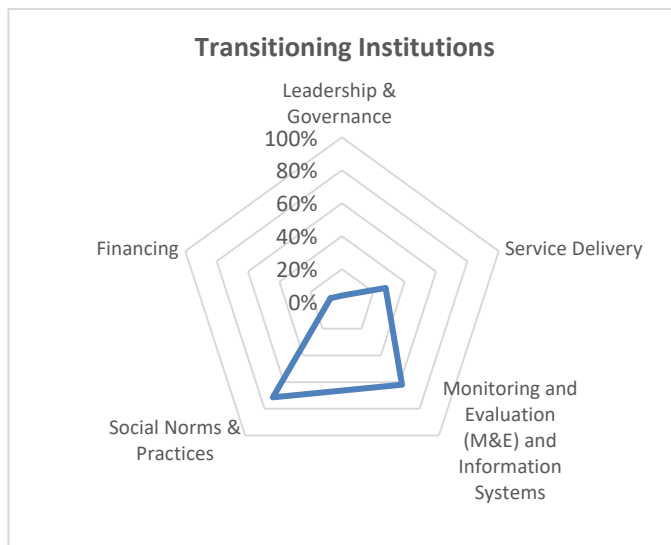 Transitioning Institutions
Leadership &
Governance
100%
80%
60%
40%
20%
0%
Financing
Service Delivery
Social Norms &
Practices
Monitoring and
Evaluation
(M&E) and
Information
Systems